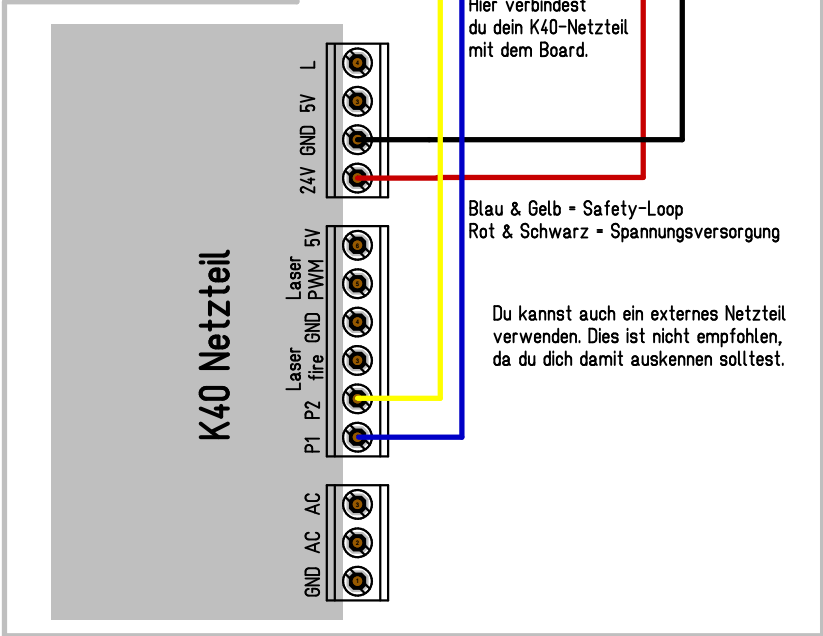 Hier verbindest
du dein K40-Netzteil
mit dem Board.
L
5V
GND
24V
Blau & Gelb = Safety-Loop
Rot & Schwarz = Spannungsversorgung
K40 Netzteil
5V
Laser
PWM
GND
Laser
fire
P2
P1
Du kannst auch ein externes Netzteil
verwenden. Dies ist nicht empfohlen,
da du dich damit auskennen solltest.
AC
AC
GND